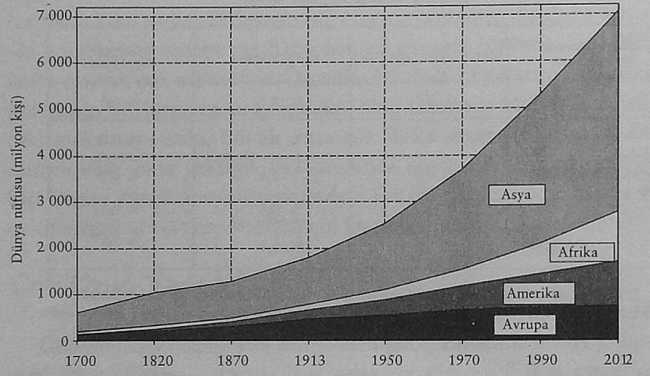 Dünya nüfusu (milyon kişi)
7 000
6 000
5 000
4 000
3 000
2 000
1 000
0
Asya
Afrika
Amerika
Avrupa
1700 1820 1870 1913 1950 1970 1990 2012